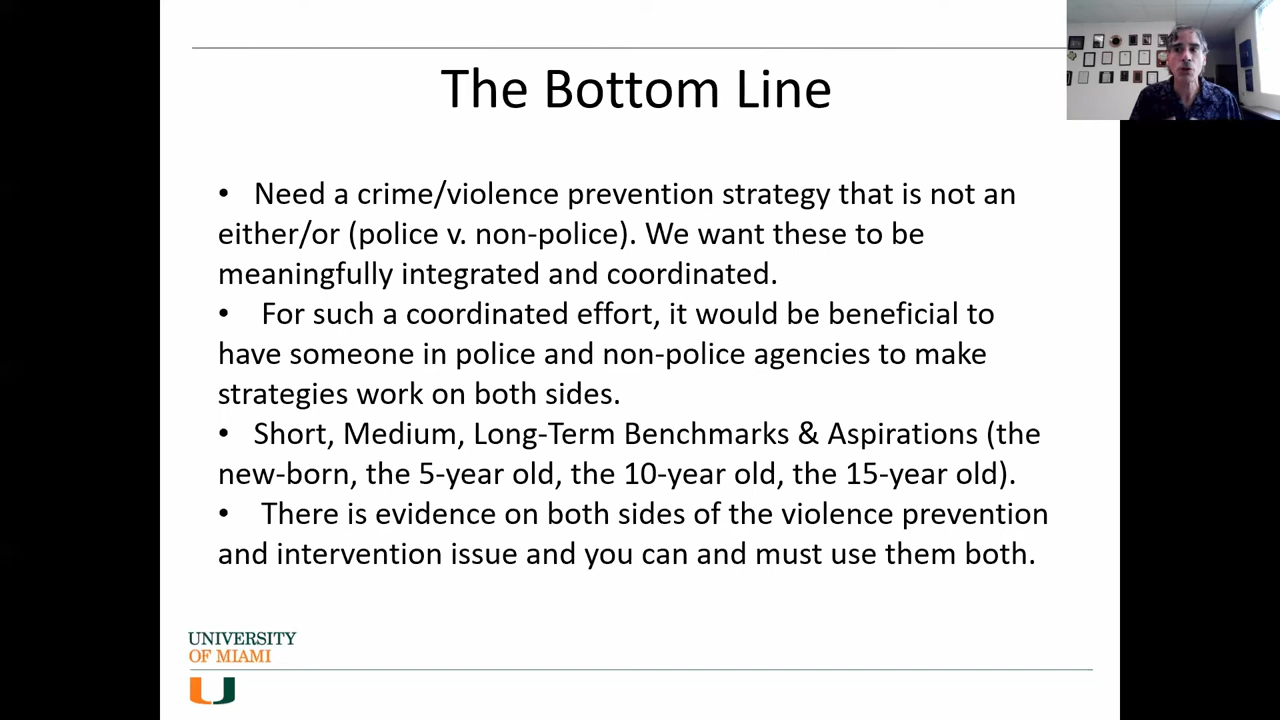 The Bottom Line
• Need a crime/violence prevention strategy that is not an
either/or (police v. non-police). We want these to be
meaningfully integrated and coordinated.
• For such a coordinated effort, it would be beneficial to
have someone in police and non-police agencies to make
strategies work on both sides.
• Short, Medium, Long-Term Benchmarks & Aspirations (the
new-born, the 5-year old, the 10-year old, the 15-year old).
• There is evidence on both sides of the violence prevention
and intervention issue and you can and must use them both.
UNIVERSITY
OF MIAMI